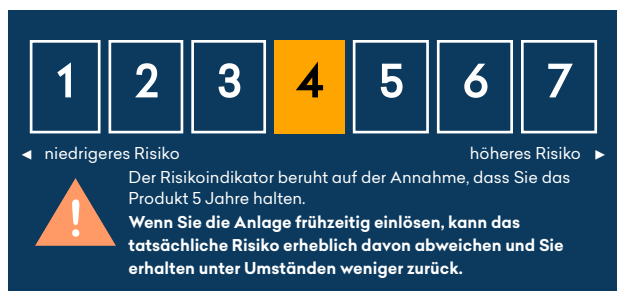 1 2 3 4 5 6 7
◄ niedrigeres Risiko höheres Risiko ►
Der Risikoindikator beruht auf der Annahme, dass Sie das
Produkt 5 Jahre halten.
Wenn Sie die Anlage frühzeitig einlösen, kann das
tatsächliche Risiko erheblich davon abweichen und Sie
erhalten unter Umständen weniger zurück.